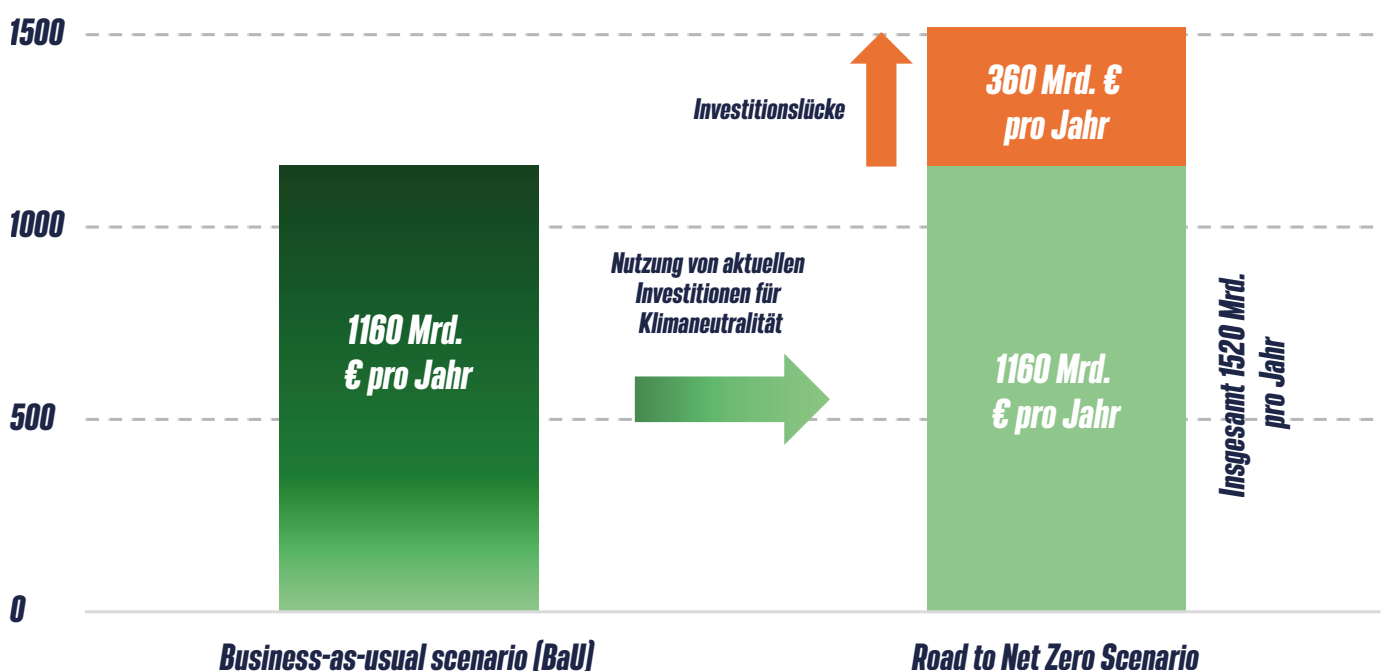 1500
1000
500
0
1160 Mrd.
€ pro Jahr
Nutzung von aktuellen
Investitionen für
Klimaneutralität
Investitionslücke
360 Mrd. €
pro Jahr
1160 Mrd.
€ pro Jahr
Insgesamt 1520 Mrd.
pro Jahr
Business-as-usual scenario (BaU)
Road to Net Zero Scenario